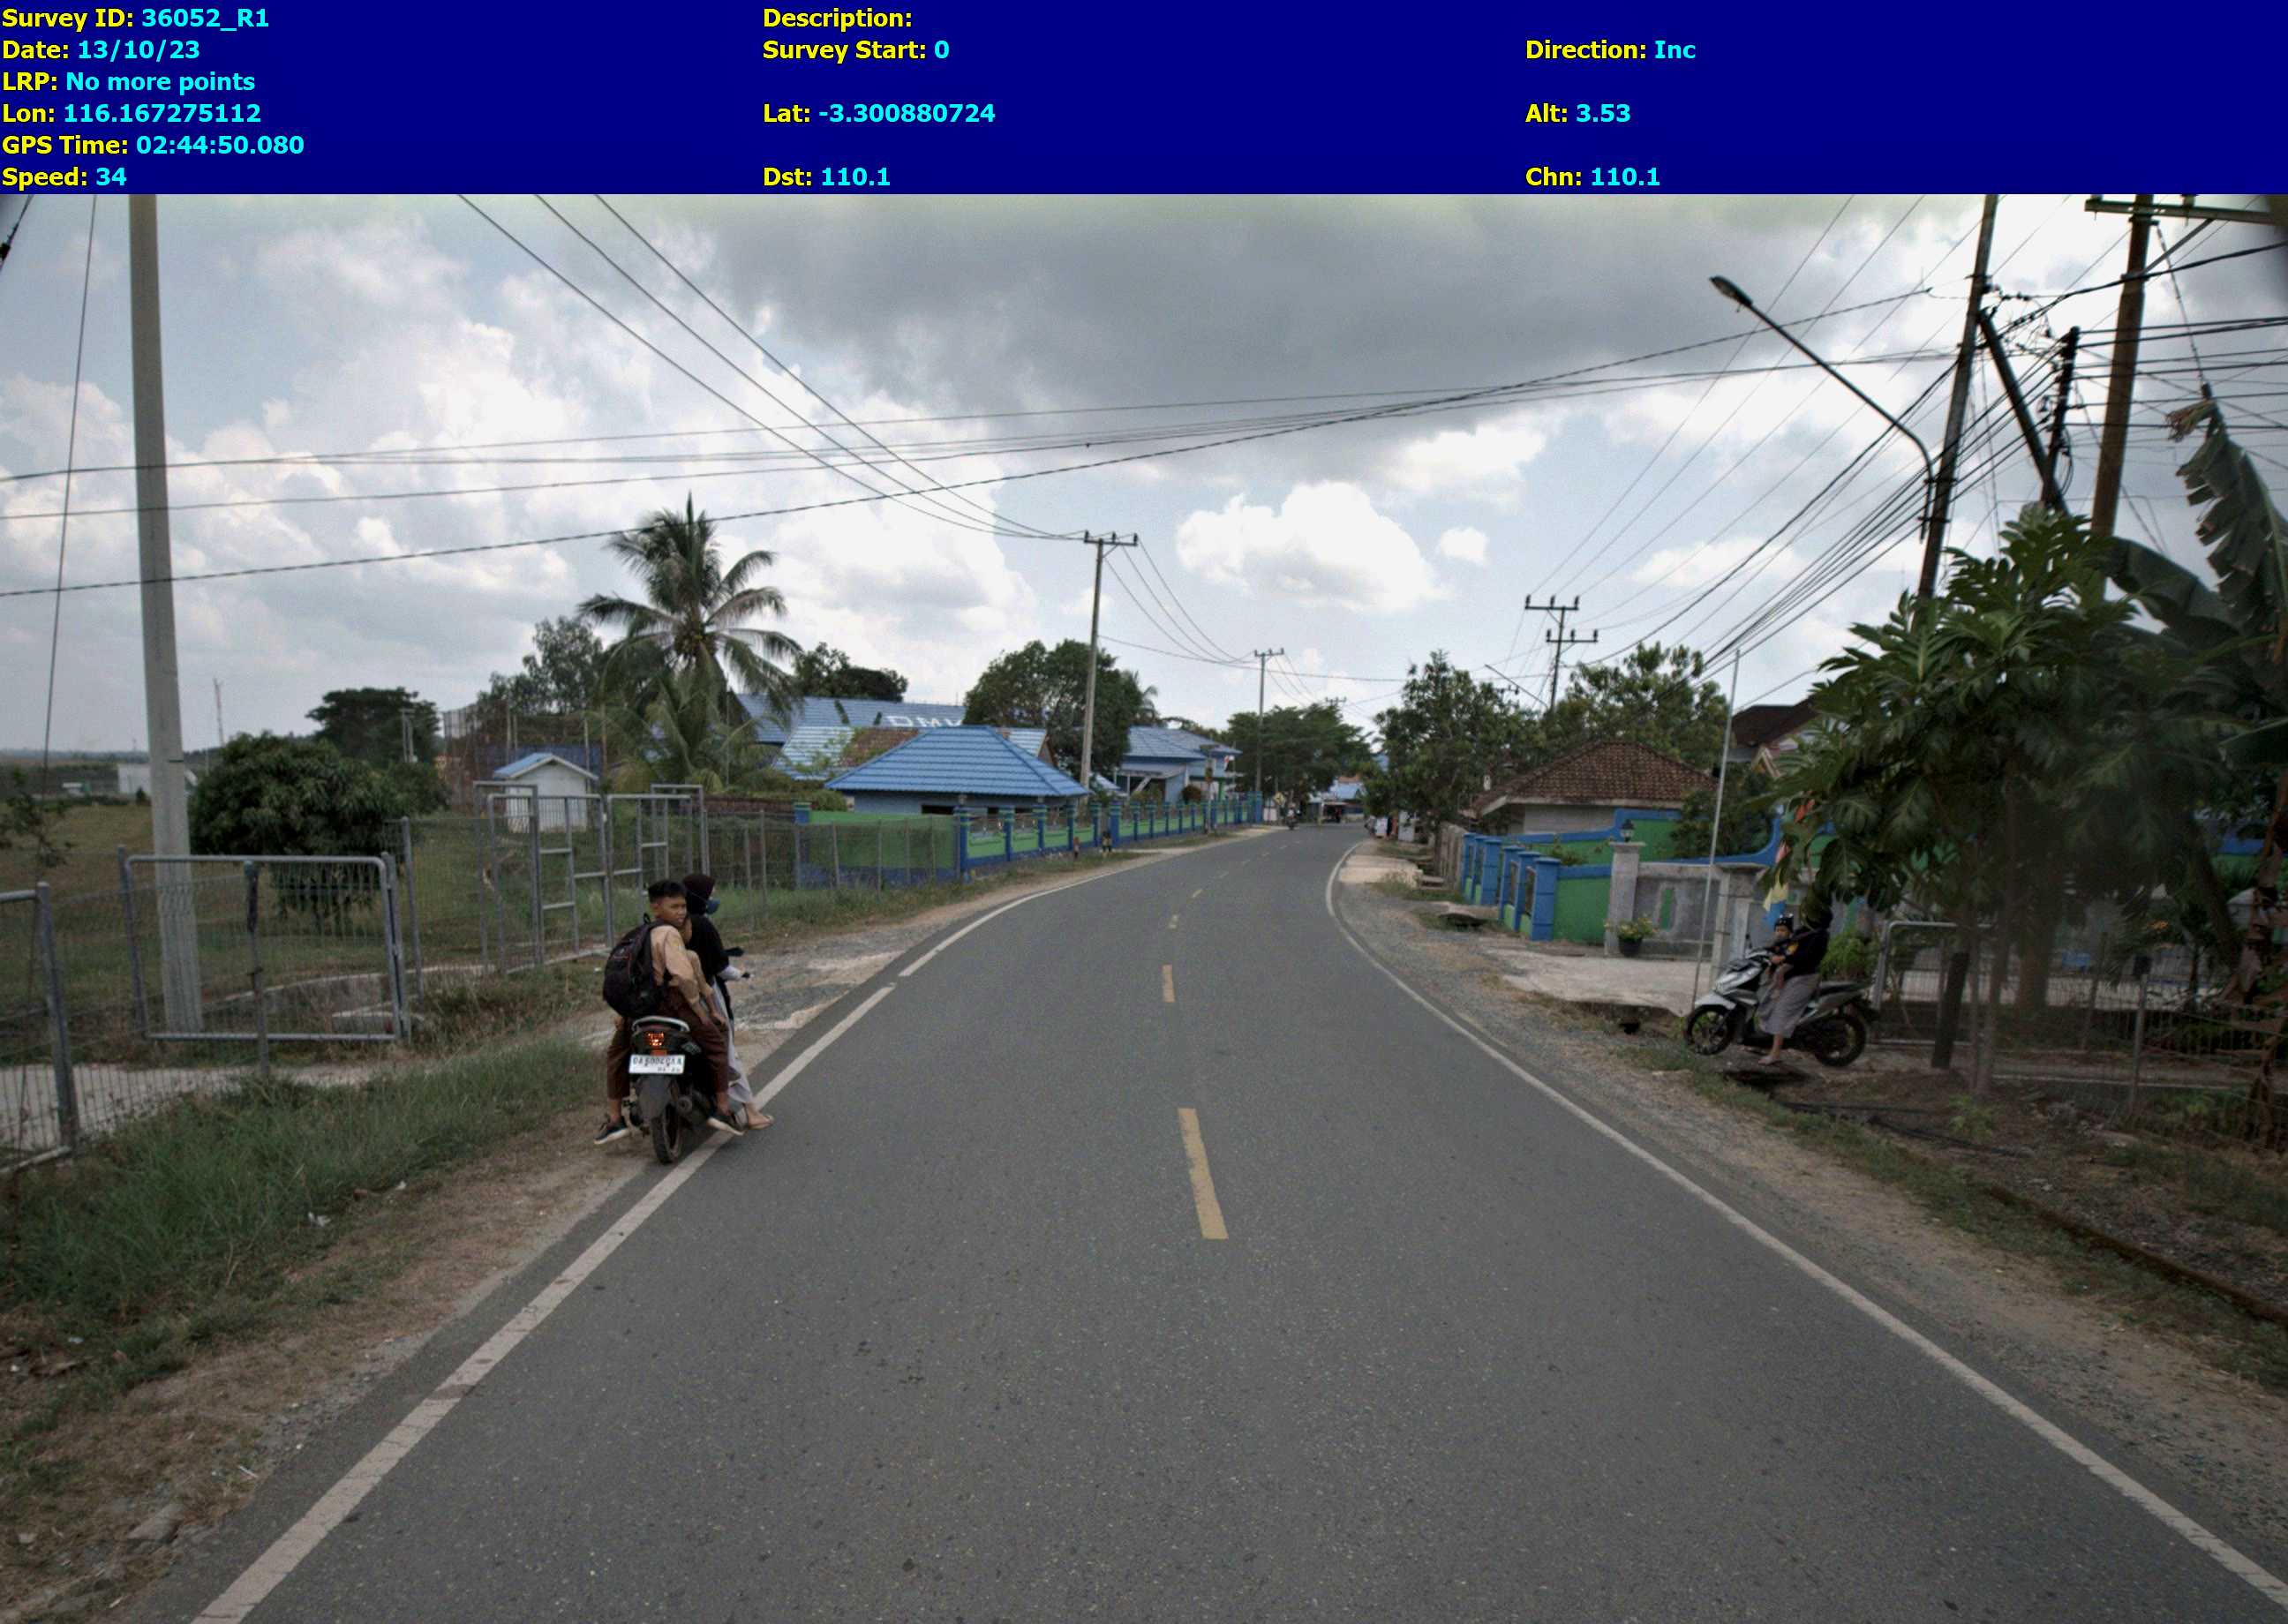 Survey ID: 36052_R1
Description:
Date: 13/10/23
Survey Start: 0
Direction: Inc
LRP: No more points
Lon: 116.167275112
Lat: -3.300880724
Alt: 3.53
GPS Time: 02:44:50.080
Speed: 34
Dst: 110.1
Chn: 110.1